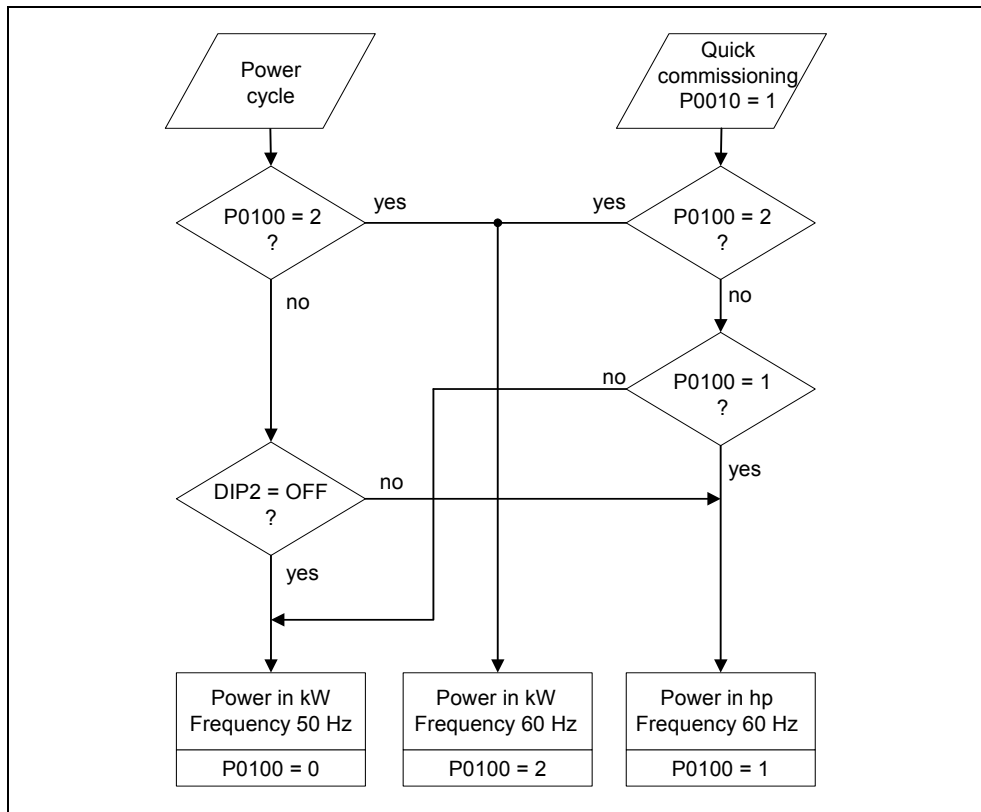 Power
cycle
Quick
commissioning
P0010 = 1
P0100 = 2
?
yes
yes
P0100 = 2
?
no
no
P0100 = 1
?
no
yes
DIP2 = OFF
?
no
yes
Power in kW
Frequency 50 Hz
P0100 = 0
Power in kW
Frequency 60 Hz
P0100 = 2
Power in hp
Frequency 60 Hz
P0100 = 1